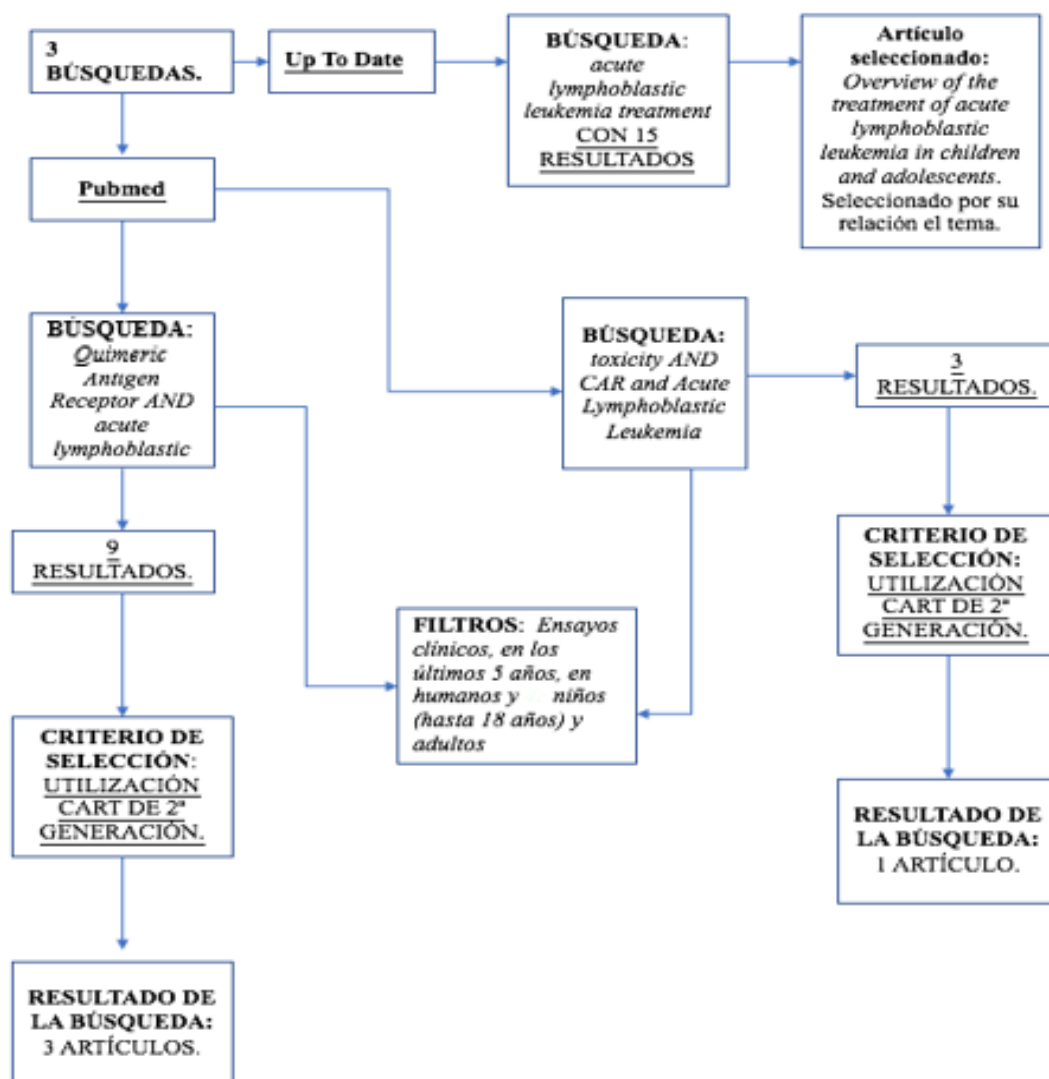 3
BÚSQUEDAS.
Up To Date
BÚSQUEDA:
acute
lymphoblastic
leukemia treatment
CON 15
RESULTADOS
Artículo
seleccionado:
Overview of the
treatment of acute
lymphoblastic
leukemia in children
and adolescents.
Seleccionado por su
relación el tema.
Pubmed
BÚSQUEDA:
Quimeric
Antigen
Receptor AND
acute
lymphoblastic
BÚSQUEDA:
toxicity AND
CAR and Acute
Lymphoblastic
Leukemia
3
RESULTADOS.
9
RESULTADOS.
CRITERIO DE
SELECCIÓN:
UTILIZACIÓN
CART DE 2ª
GENERACIÓN.
FILTROS: Ensayos
clínicos, en los
últimos 5 años, en
humanos y niños
(hasta 18 años) y
adultos
CRITERIO DE
SELECCIÓN:
UTILIZACIÓN
CART DE 2ª
GENERACIÓN.
RESULTADO DE
LA BÚSQUEDA:
1 ARTÍCULO.
RESULTADO DE
LA BÚSQUEDA:
3 ARTÍCULOS.